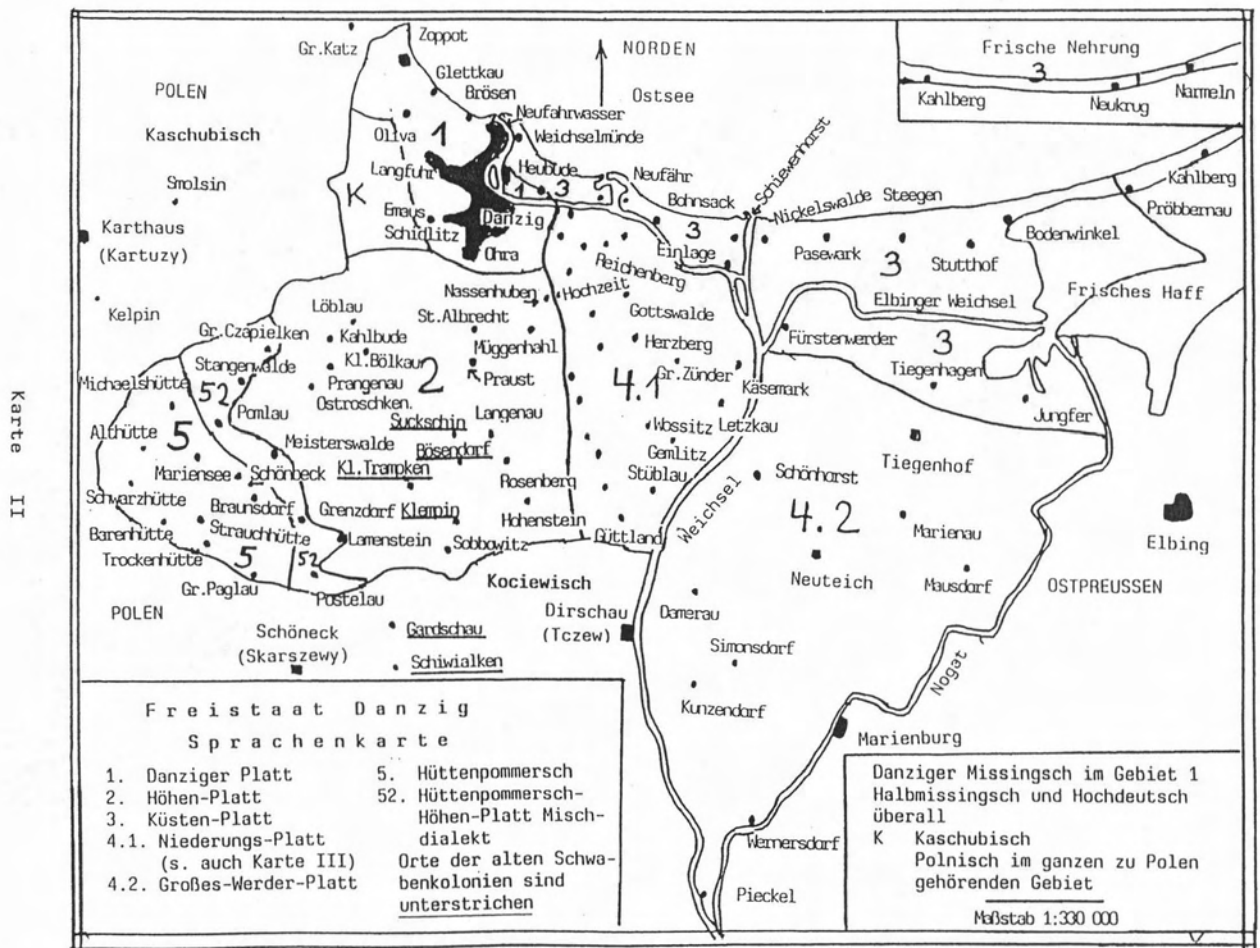 Karte II
Gr.Katz
Zoppot
NORDEN
Frische Nehrung
3
Kahlberg
Neukrug
Narmeln
Glettkau
Brösen
Ostsee
POLEN
Kaschubisch
Neufahrwasser
Weichselmünde
Oliva
1
Langfuhr
Heubude
Neufähr
Schiewenhorst
Smolsin
K
1
3
Bohnsack
Nickelswalde
Steegen
Kahlberg
Pröbbernau
Emaus
Schidlitz
Danzig
Karthaus
(Kartuzy)
Ohra
3
Einlage
Pasewark
3
Stutthof
Bodenwinkel
Reichenberg
Nassenhuben
Hochzeit
Elbinger Weichsel
Frisches Haff
Kelpin
Löblau
St.Albrecht
Gottswalde
Gr.Czapielken
Kahlbude
Müggenhahl
Herzberg
Fürstenwerder
3
Stangenwalde
Kl.Bölkau
2
Praust
Gr.Zünder
Tiegenhagen
Michaelshütte
52
Prangenau
4.1
Käsemark
Jungfer
Ostroschken.
Pomlau
Suckschin
Langenau
Wossitz
Letzkau
Althütte
5
Meisterswalde
Bösendorf
Gemlitz
Tiegenhof
Mariensee
Schönbeck
Kl.Trampken
Rosenberg
Stüblau
Schönhorst
Schwarzhütte
Braunsdorf
Grenzdorf
Klempin
Hohenstein
Weichsel
4.2
Barenhütte
Strauchhütte
Lamenstein
Sobbowitz
Güttland
Marienau
Elbing
Trockenhütte
5
52
Neuteich
Mausdorf
OSTPREUSSEN
Gr.Paglau
Postelau
Kociewisch
POLEN
Dirschau
(Tczew)
Damerau
Schöneck
(Skarszewy)
Gardschau
Simonsdorf
Nogat
Schiwialken
Kunzendorf
Marienburg
Wernersdorf
Pieckel
Freistaat Danzig
Sprachenkarte
1. Danziger Platt
2. Höhen-Platt
3. Küsten-Platt
4.1. Niederungs-Platt
(s. auch Karte III)
4.2. Großes-Werder-Platt
5. Hüttenpommersch
52. Hüttenpommersch-
Höhen-Platt Misch-
dialekt
Orte der alten Schwa-
benkolonien sind
unterstrichen
Danziger Missingsch im Gebiet 1
Halbmissingsch und Hochdeutsch
überall
K Kaschubisch
Polnisch im ganzen zu Polen
gehörenden Gebiet
Maßstab 1:330 000